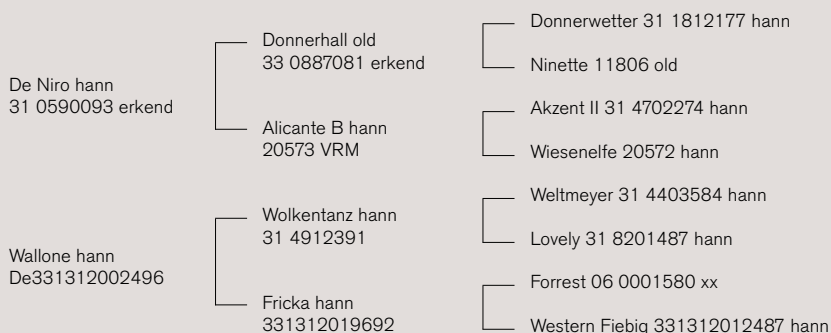 De Niro hann
31 0590093 erkend
Donnerhall old
33 0887081 erkend
Donnerwetter 31 1812177 hann
Ninette 11806 old
Alicante B hann
20573 VRM
Akzent II 31 4702274 hann
Wiesenelfe 20572 hann
Wallone hann
De331312002496
Wolkentanz hann
31 4912391
Weltmeyer 31 4403584 hann
Lovely 31 8201487 hann
Fricka hann
331312019692
Forrest 06 0001580 xx
Western Fiebig 331312012487 hann